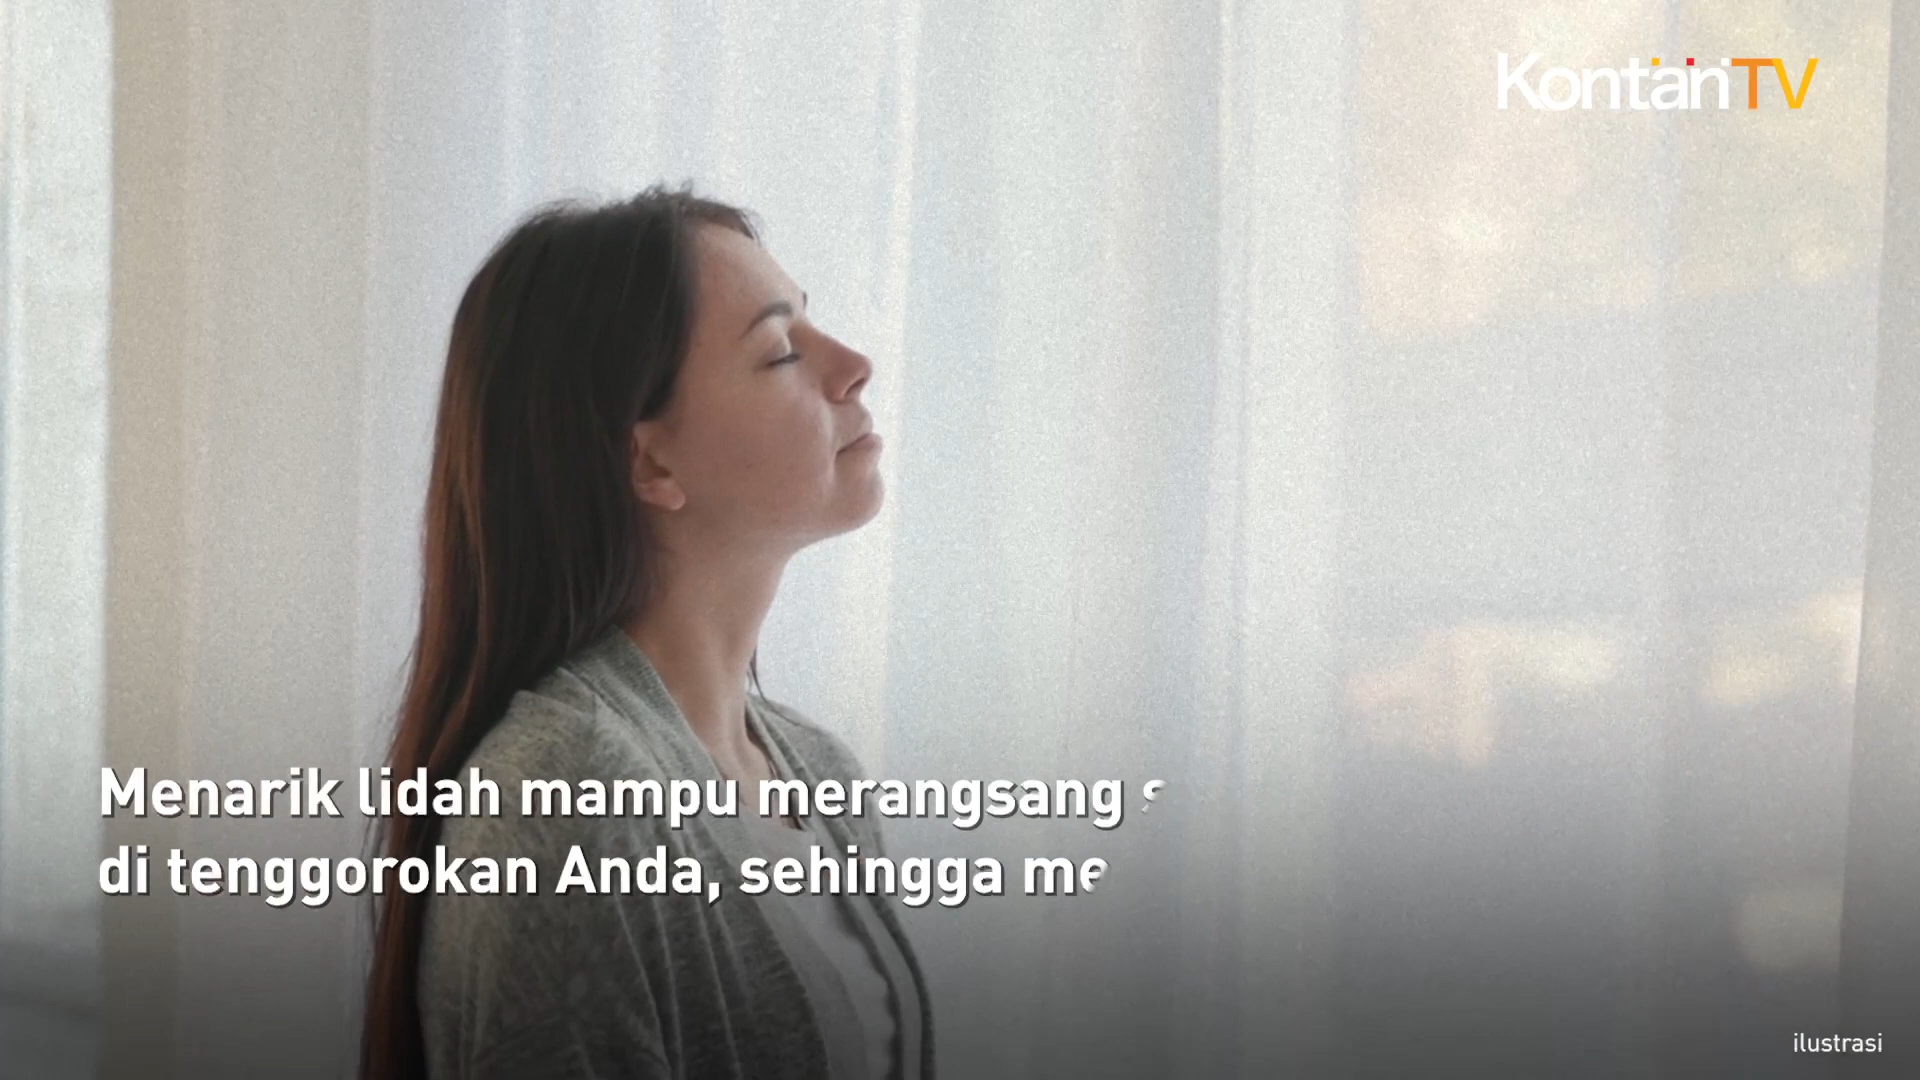 KontanTV
Menarik lidah mampu merangsang
di tenggorokan Anda, sehingga
ilustrasi